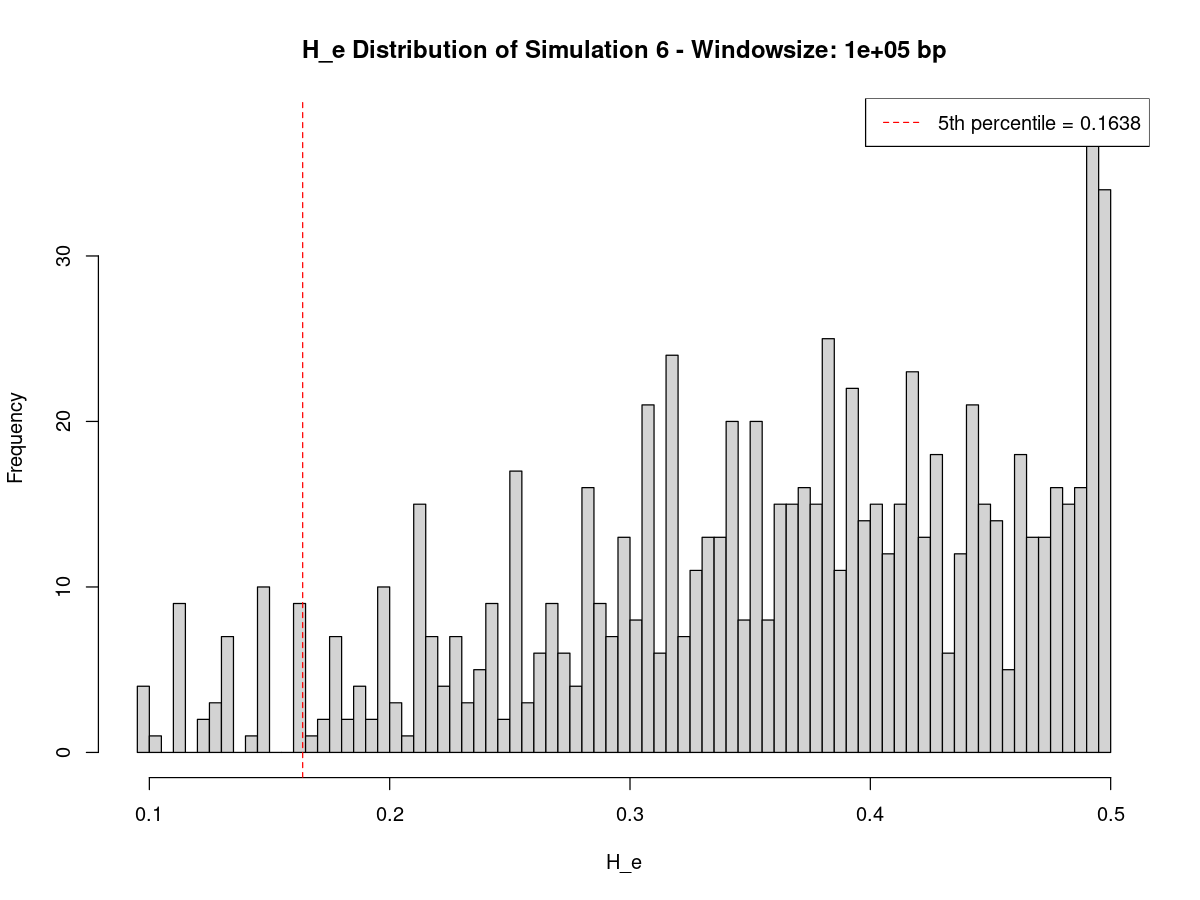 H_e Distribution of Simulation 6 - Windowsize: 1e+05 bp
5th percentile = 0.1638
Frequency
30
20
10
0
0.1 0.2 0.3 0.4 0.5
H_e